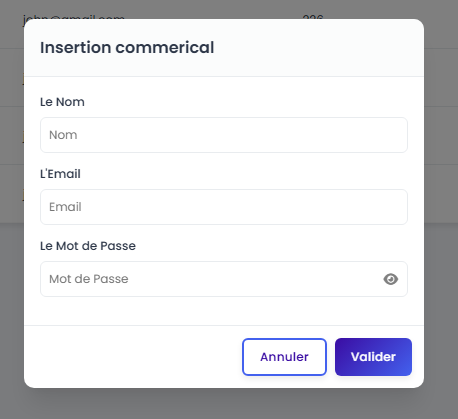 john@gmail.com 226
Insertion commerical
Le Nom
Nom
L'Email
Email
Le Mot de Passe
Mot de Passe
Annuler Valider